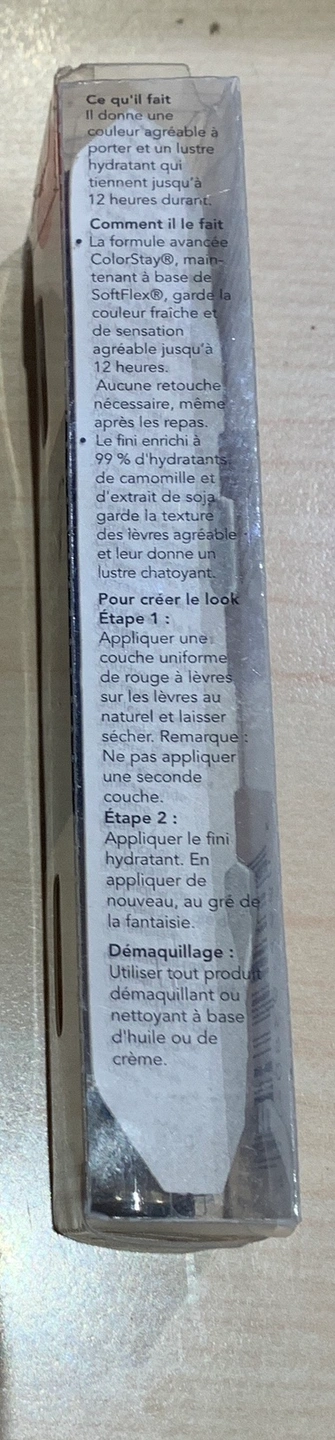 Ce qu'il fait
Il donne une
couleur agréable à
porter et un lustre
hydratant qui
tiennent jusqu'à
12 heures durant.
Comment il le fait
• La formule avancée
ColorStay®, main-
tenant à base de
SoftFlex®, garde la
couleur fraîche et
de sensation
agréable jusqu'à
12 heures.
Aucune retouche
nécessaire, même
après les repas.
• Le fini enrichi à
99 % d'hydratants,
de camomille et
d'extrait de soja
garde la texture
des lèvres agréable
et leur donne un
lustre chatoyant.
Pour créer le look
Étape 1 :
Appliquer une
couche uniforme
de rouge à lèvres
sur les lèvres au
naturel et laisser
sécher. Remarque :
Ne pas appliquer
une seconde
couche.
Étape 2 :
Appliquer le fini
hydratant. En
appliquer de
nouveau, au gré de
la fantaisie.
Démaquillage :
Utiliser tout produit
démaquillant ou
nettoyant à base
d'huile ou de
crème.